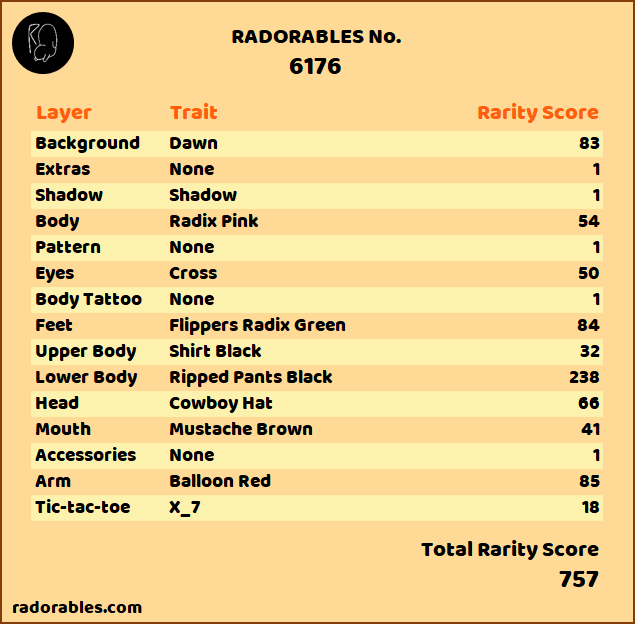 RADORABLES No.
6176
Layer Trait Rarity Score
Background Dawn 83
Extras None 1
Shadow Shadow 1
Body Radix Pink 54
Pattern None 1
Eyes Cross 50
Body Tattoo None 1
Feet Flippers Radix Green 84
Upper Body Shirt Black 32
Lower Body Ripped Pants Black 238
Head Cowboy Hat 66
Mouth Mustache Brown 41
Accessories None 1
Arm Balloon Red 85
Tic-tac-toe X_7 18
Total Rarity Score
757
radorables.com